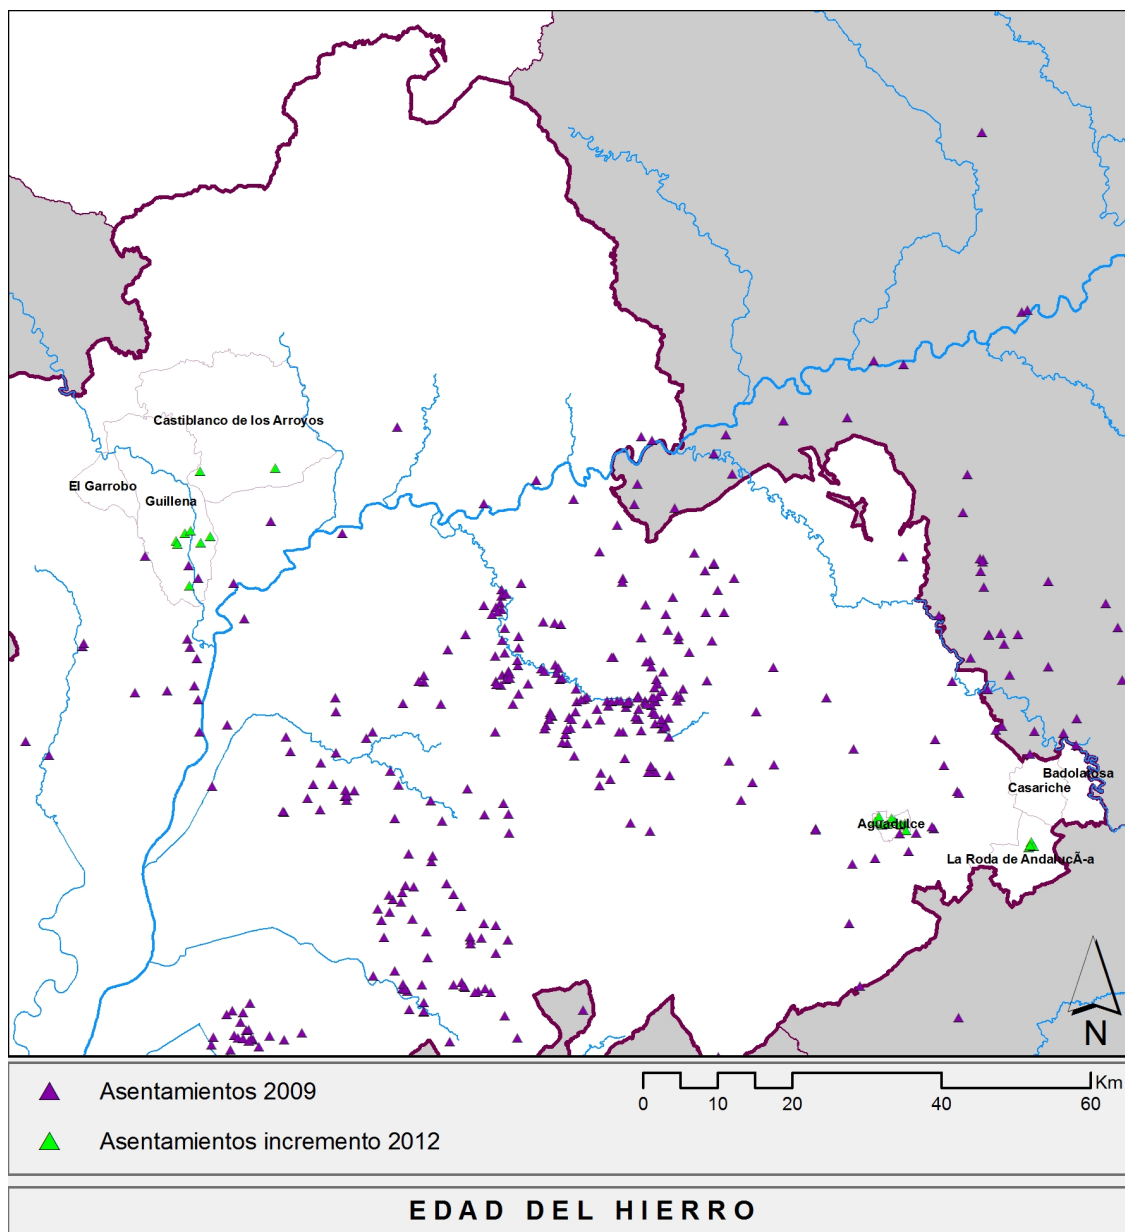 Castiblanco de los Arroyos
El Garrobo
Guillena
Badolatosa
Casariche
Aguadulce
La Roda de AndalucÃ-a
N
Asentamientos 2009
Asentamientos incremento 2012
Km
0 10 20 40 60
EDAD DEL HIERRO